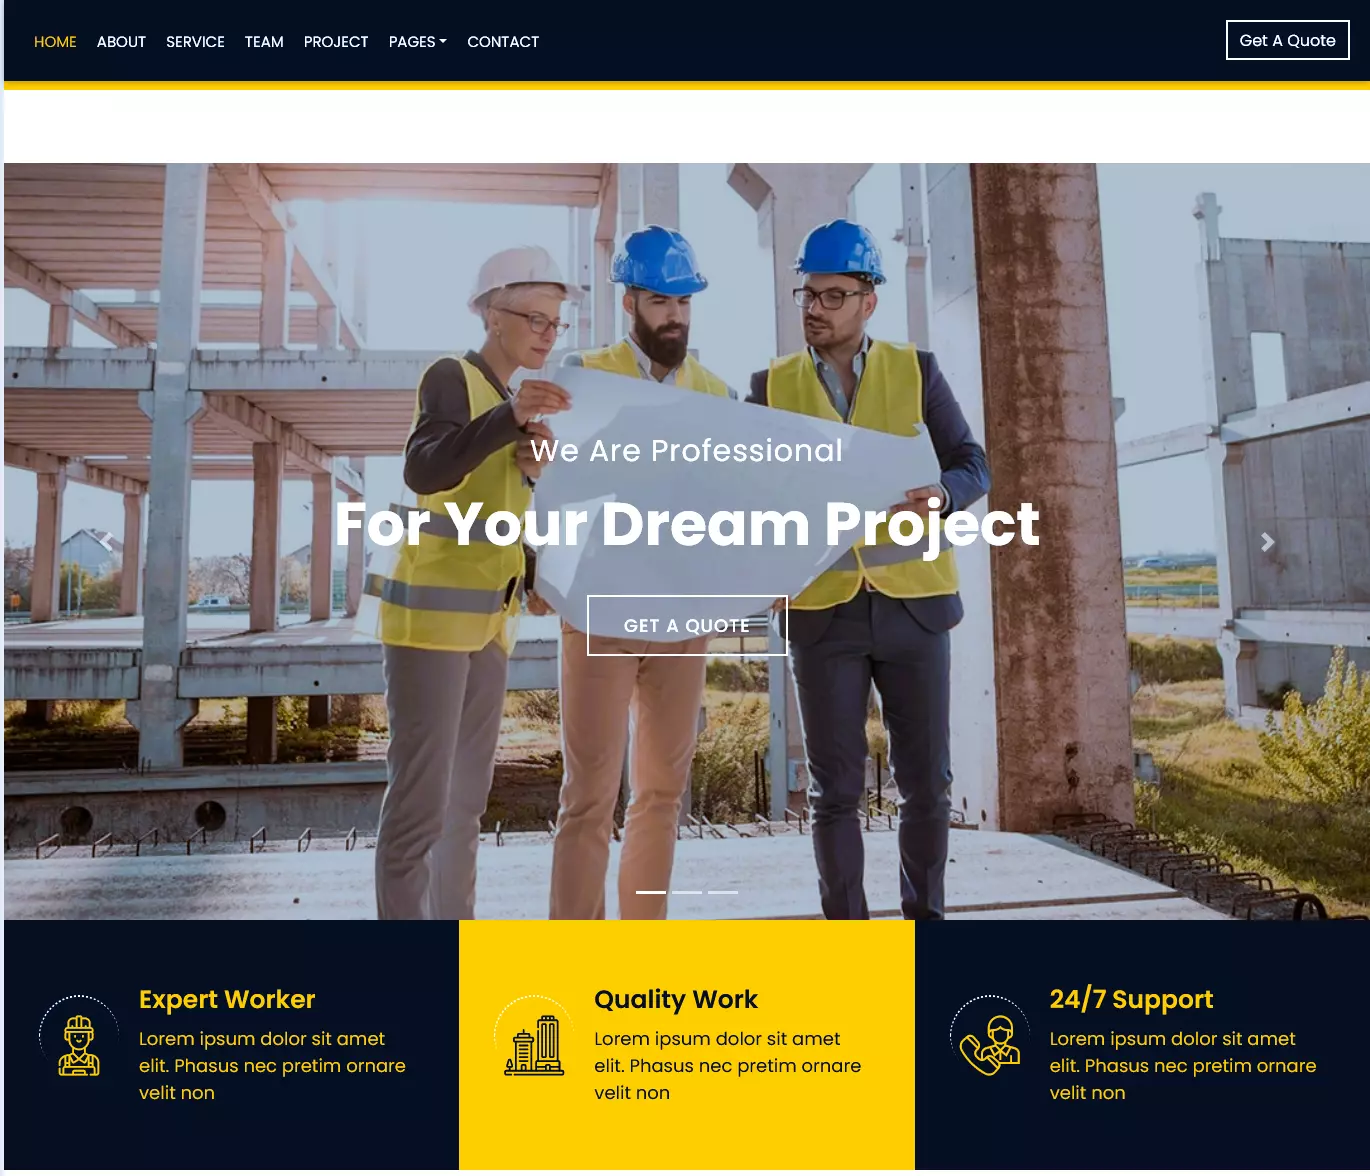 HOME ABOUT SERVICE TEAM PROJECT PAGES CONTACT Get A Quote
We Are Professional
For Your Dream Project
GET A QUOTE
Expert Worker
Lorem ipsum dolor sit amet
elit. Phasus nec pretim ornare
velit non
Quality Work
Lorem ipsum dolor sit amet
elit. Phasus nec pretim ornare
velit non
24/7 Support
Lorem ipsum dolor sit amet
elit. Phasus nec pretim ornare
velit non